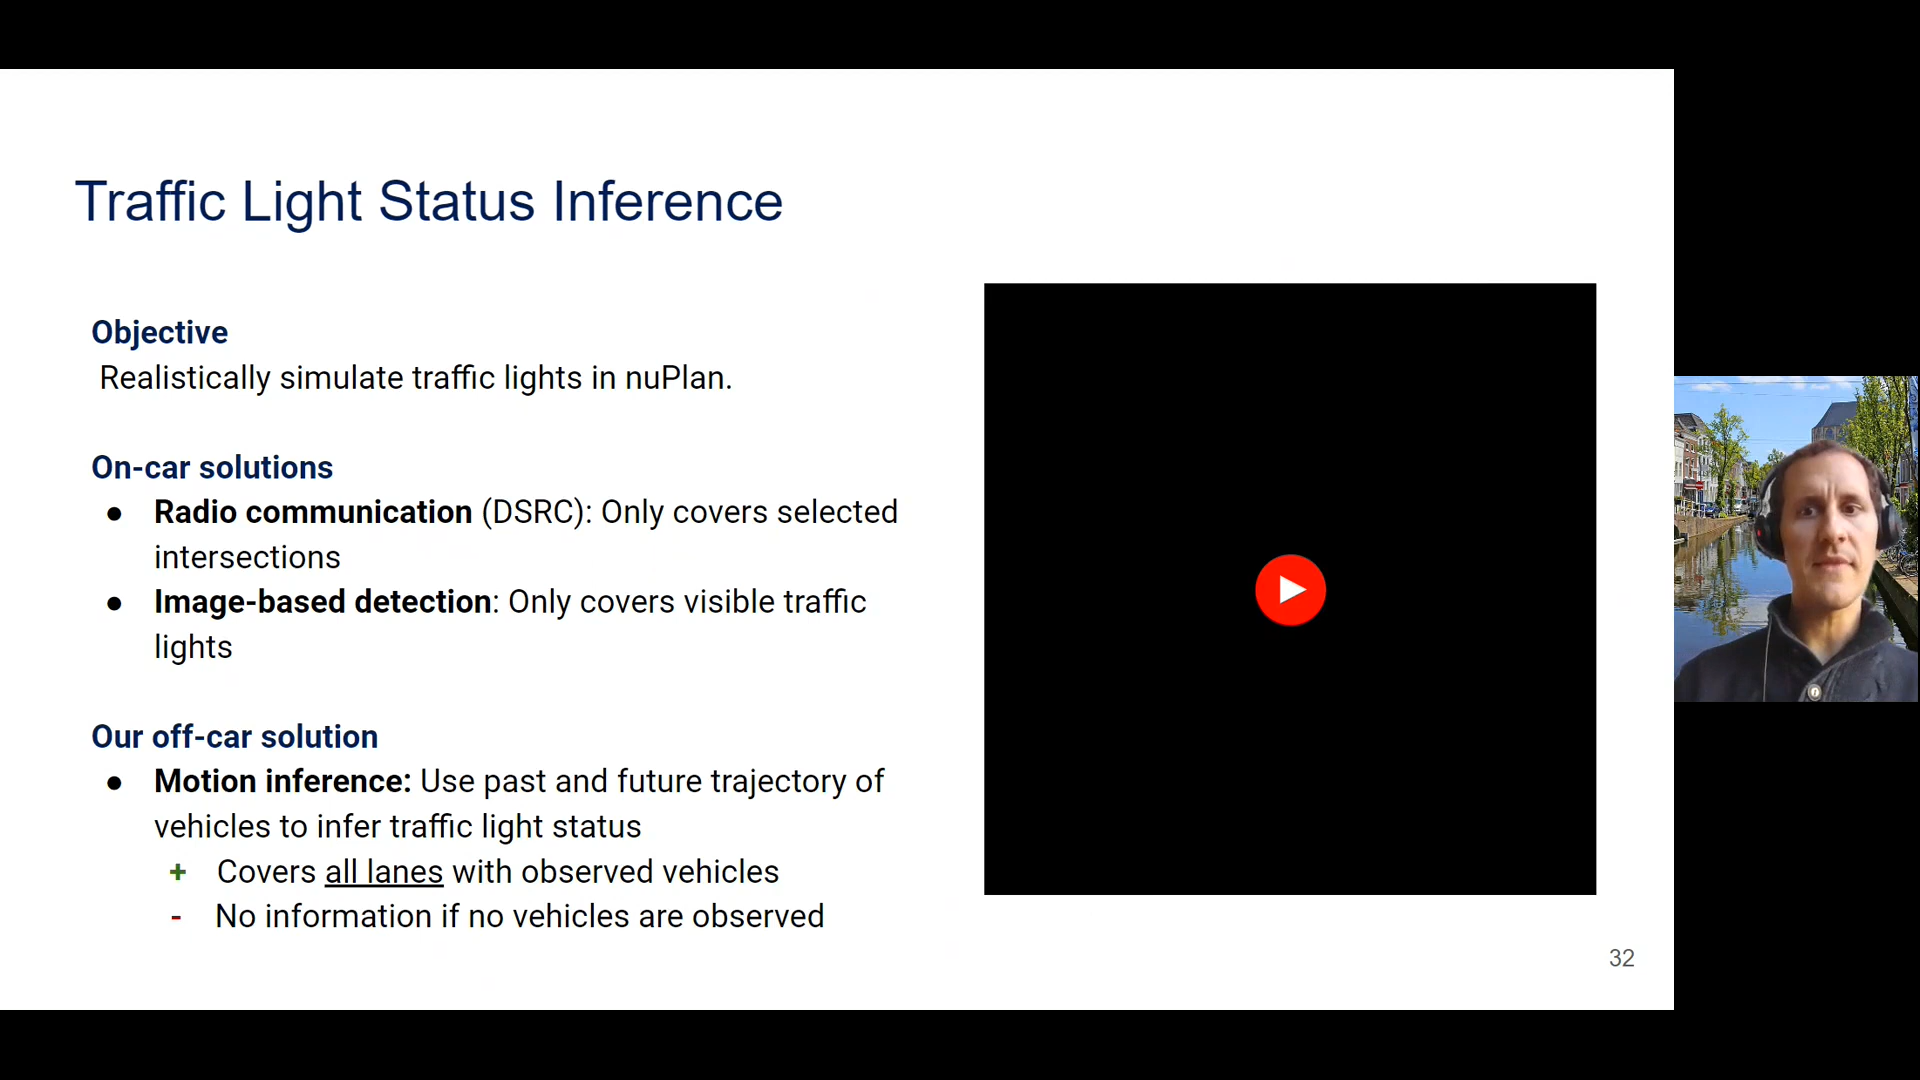 Traffic Light Status Inference
Objective
Realistically simulate traffic lights in nuPlan.
On-car solutions
● Radio communication (DSRC): Only covers selected
intersections
● Image-based detection: Only covers visible traffic
lights
Our off-car solution
● Motion inference: Use past and future trajectory of
vehicles to infer traffic light status
+ Covers all lanes with observed vehicles
- No information if no vehicles are observed
32